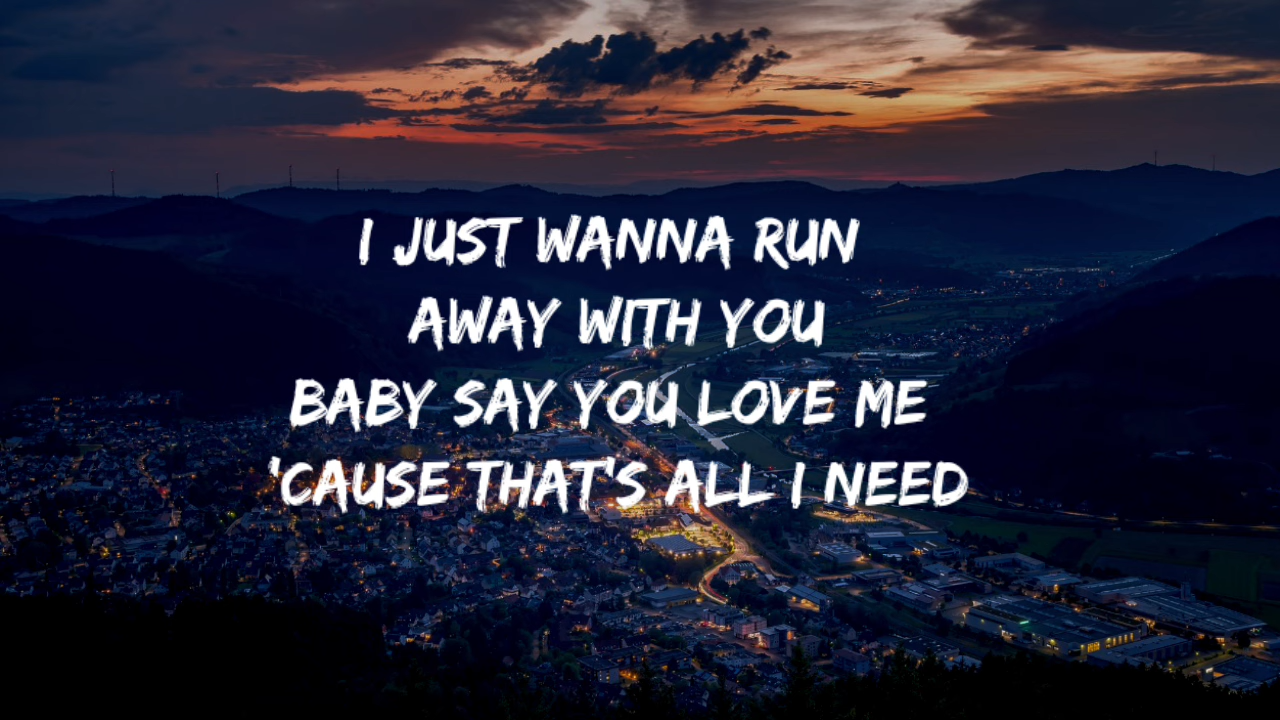 I JUST WANNA RUN
AWAY WITH YOU
BABY SAY YOU LOVE ME
'CAUSE THAT'S ALL I NEED